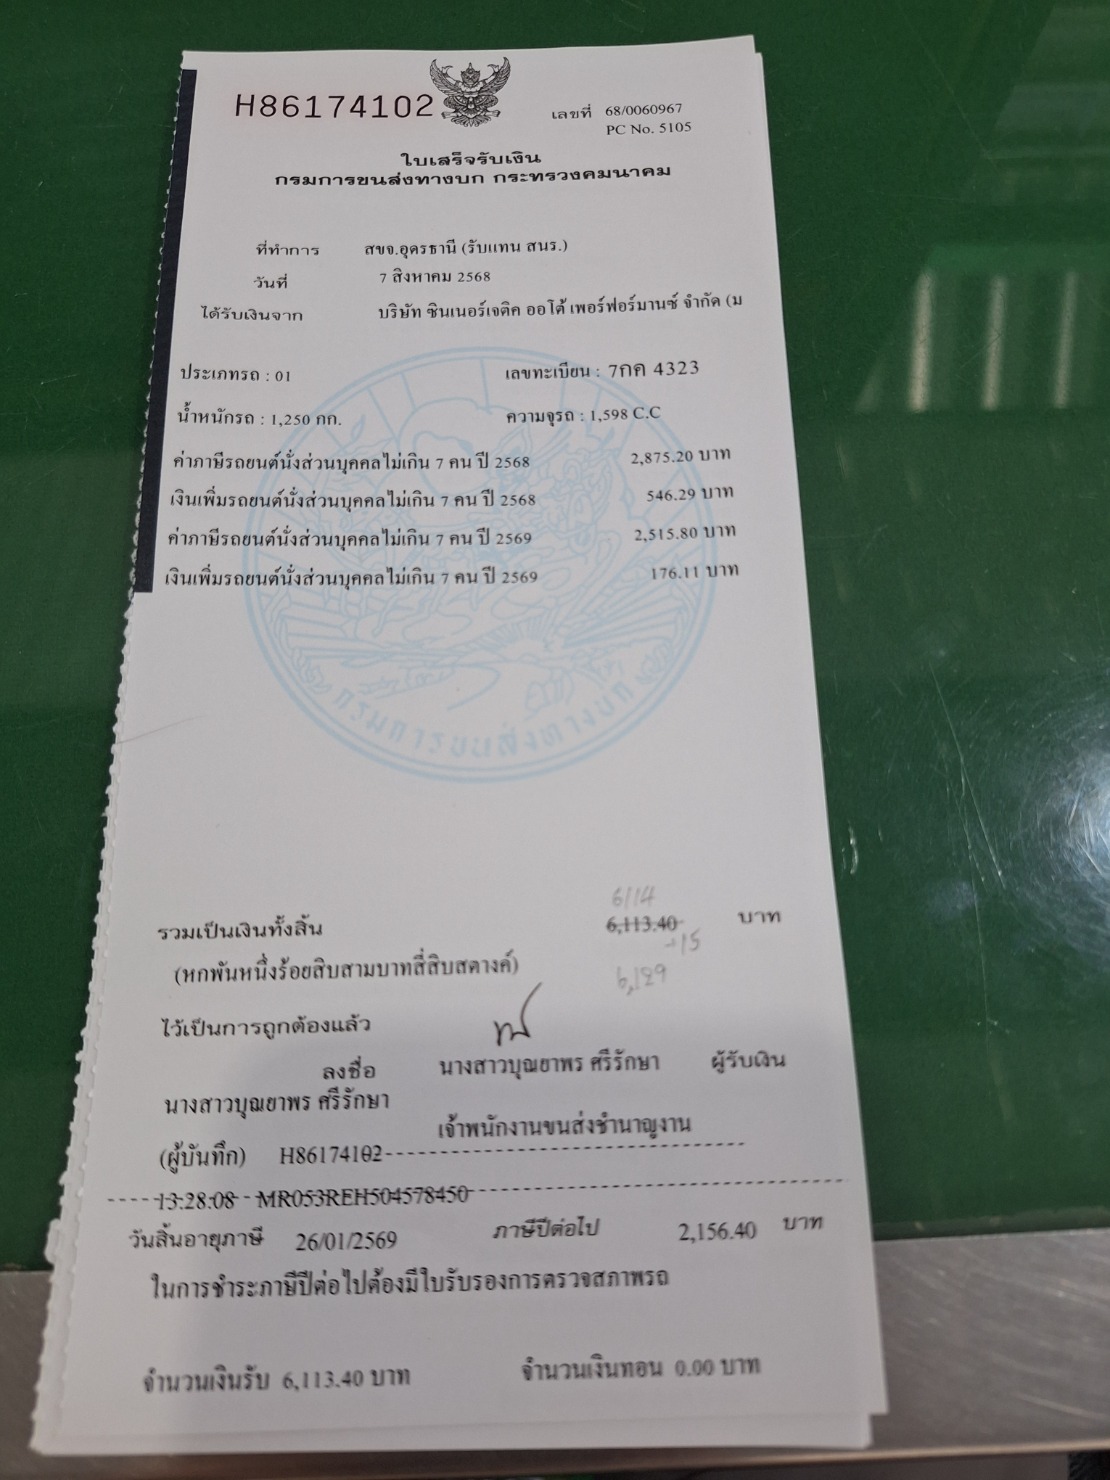 H86174102
เลขที่ 68/0060967
PC No. 5105
ใบเสร็จรับเงิน
กรมการขนส่งทางบก กระทรวงคมนาคม
ที่ทำการ สขจ.อุดรธานี (รับแทน สนร.)
วันที่ 7 สิงหาคม 2568
ได้รับเงินจาก บริษัท ซินเนอร์เจติค ออโต้ เพอร์ฟอร์มานซ์ จำกัด (ม
ประเภทรถ : 01 เลขทะเบียน : 7กค 4323
น้ำหนักรถ : 1,250 กก. ความจุรถ : 1,598 C.C
ค่าภาษีรถยนต์นั่งส่วนบุคคลไม่เกิน 7 คน ปี 2568 2,875.20 บาท
เงินเพิ่มรถยนต์นั่งส่วนบุคคลไม่เกิน 7 คน ปี 2568 546.29 บาท
ค่าภาษีรถยนต์นั่งส่วนบุคคลไม่เกิน 7 คน ปี 2569 2,515.80 บาท
เงินเพิ่มรถยนต์นั่งส่วนบุคคลไม่เกิน 7 คน ปี 2569 176.11 บาท
กรมการขนส่งทางบก
6114
รวมเป็นเงินทั้งสิ้น 6,113.40 บาท
+15
(หกพันหนึ่งร้อยสิบสามบาทสี่สิบสตางค์)
6,129
ไว้เป็นการถูกต้องแล้ว
ลงชื่อ นางสาวบุณยาพร ศรีรักษา ผู้รับเงิน
นางสาวบุณยาพร ศรีรักษา
เจ้าพนักงานขนส่งชำนาญงาน
(ผู้บันทึก) H86174102
13:28:08 MR053REH504578450
วันสิ้นอายุภาษี 26/01/2569 ภาษีปีต่อไป 2,156.40 บาท
ในการชำระภาษีปีต่อไปต้องมีใบรับรองการตรวจสภาพรถ
จำนวนเงินรับ 6,113.40 บาท จำนวนเงินทอน 0.00 บาท